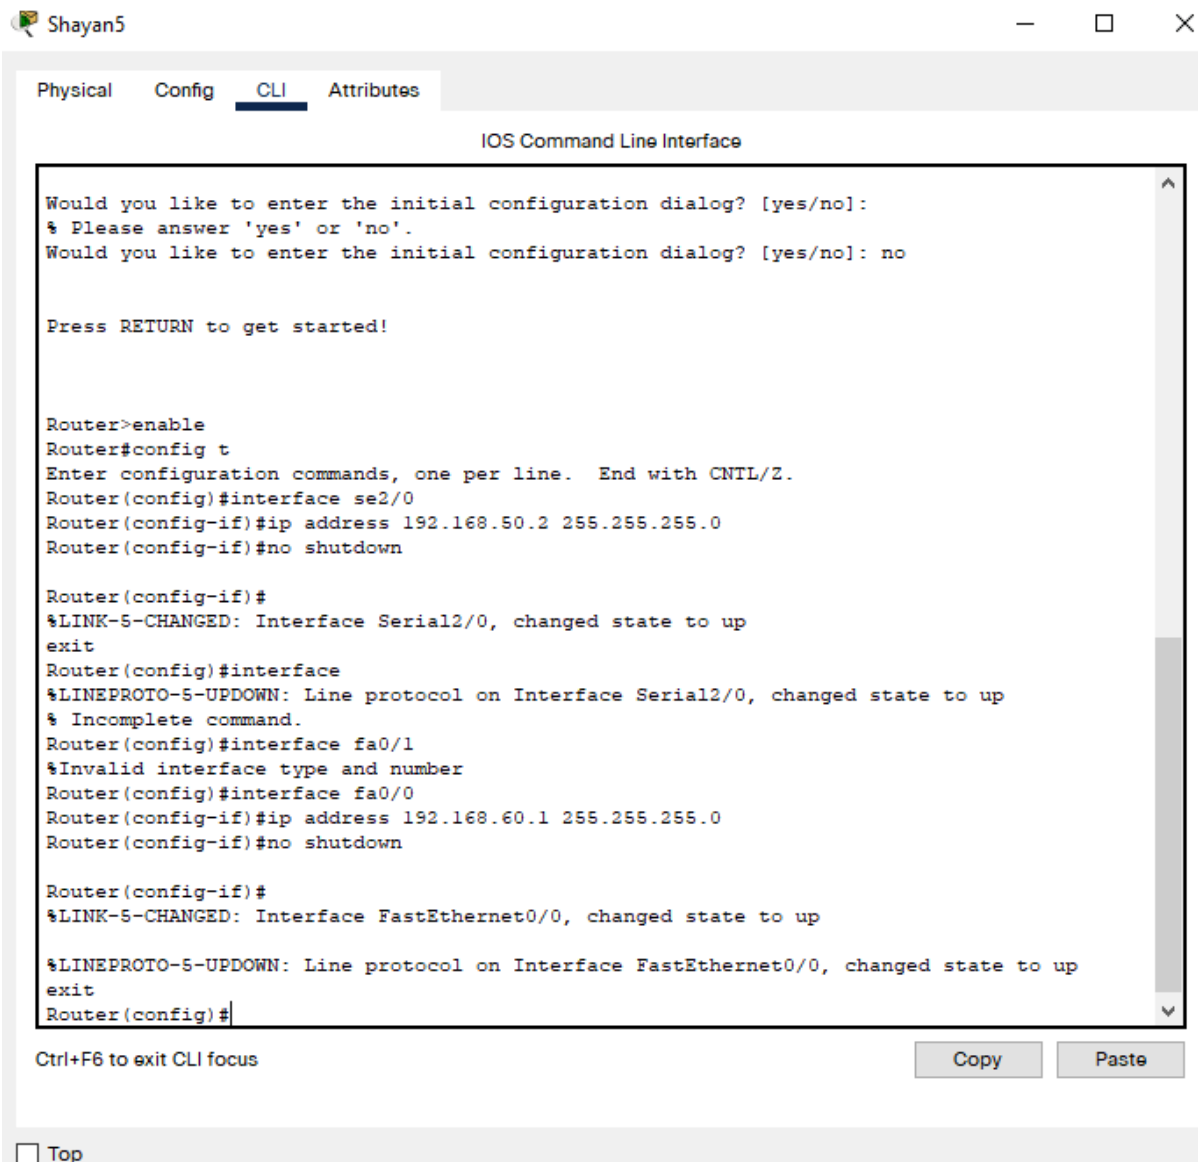 Shayan5
Physical Config CLI Attributes
IOS Command Line Interface
Would you like to enter the initial configuration dialog? [yes/no]:
% Please answer 'yes' or 'no'.
Would you like to enter the initial configuration dialog? [yes/no]: no
Press RETURN to get started!
Router>enable
Router#config t
Enter configuration commands, one per line.  End with CNTL/Z.
Router(config)#interface se2/0
Router(config-if)#ip address 192.168.50.2 255.255.255.0
Router(config-if)#no shutdown
Router(config-if)#
%LINK-5-CHANGED: Interface Serial2/0, changed state to up
exit
Router(config)#interface
%LINEPROTO-5-UPDOWN: Line protocol on Interface Serial2/0, changed state to up
% Incomplete command.
Router(config)#interface fa0/1
%Invalid interface type and number
Router(config)#interface fa0/0
Router(config-if)#ip address 192.168.60.1 255.255.255.0
Router(config-if)#no shutdown
Router(config-if)#
%LINK-5-CHANGED: Interface FastEthernet0/0, changed state to up
%LINEPROTO-5-UPDOWN: Line protocol on Interface FastEthernet0/0, changed state to up
exit
Router(config)#
Ctrl+F6 to exit CLI focus
Copy Paste
Top